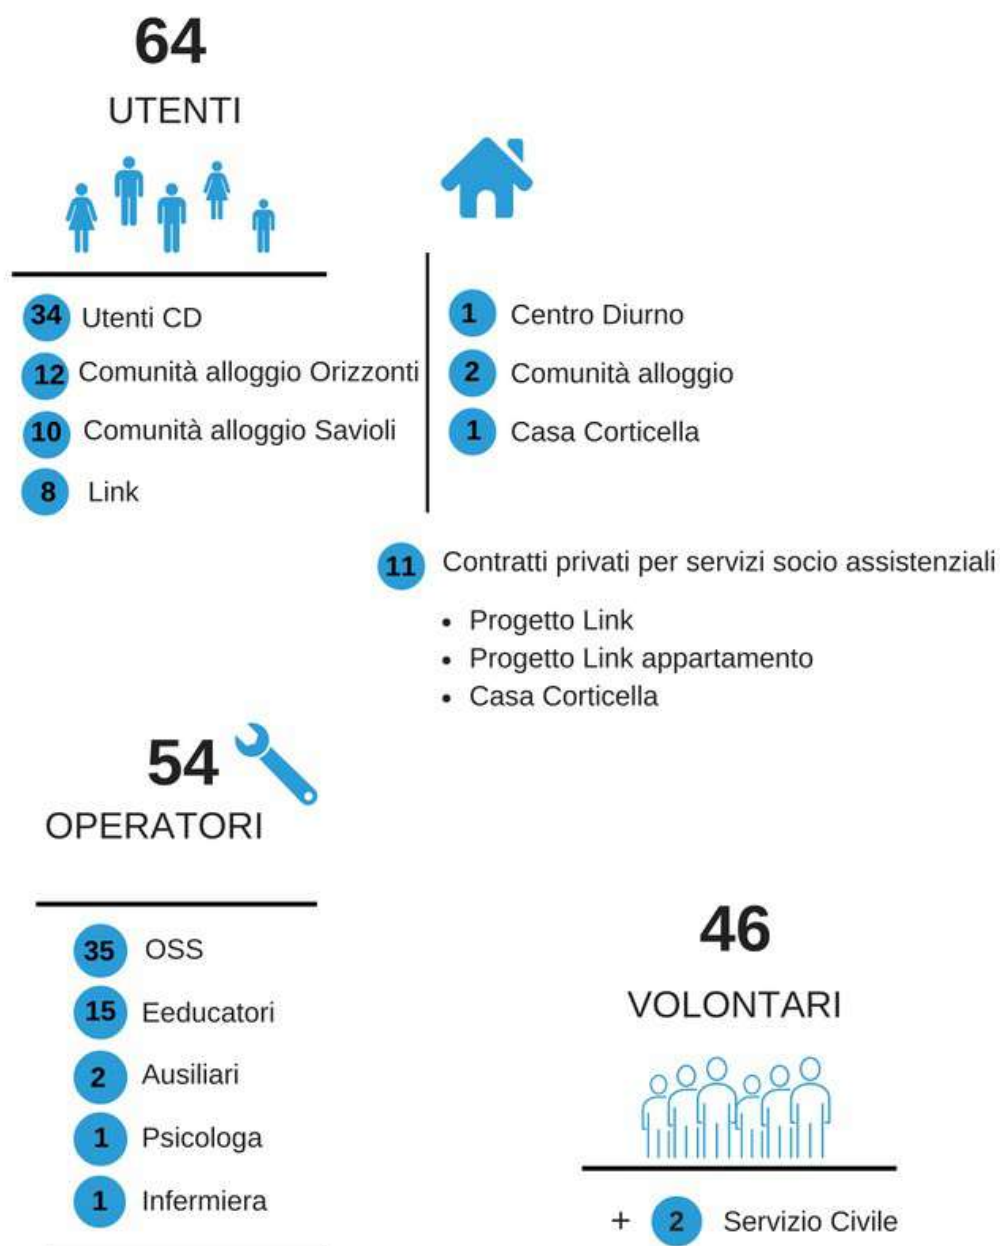 64
UTENTI
34 Utenti CD
12 Comunità alloggio Orizzonti
10 Comunità alloggio Savioli
8 Link
1 Centro Diurno
2 Comunità alloggio
1 Casa Corticella
11 Contratti privati per servizi socio assistenziali
• Progetto Link
• Progetto Link appartamento
• Casa Corticella
54
OPERATORI
35 OSS
15 Eeducatori
2 Ausiliari
1 Psicologa
1 Infermiera
46
VOLONTARI
+ 2 Servizio Civile